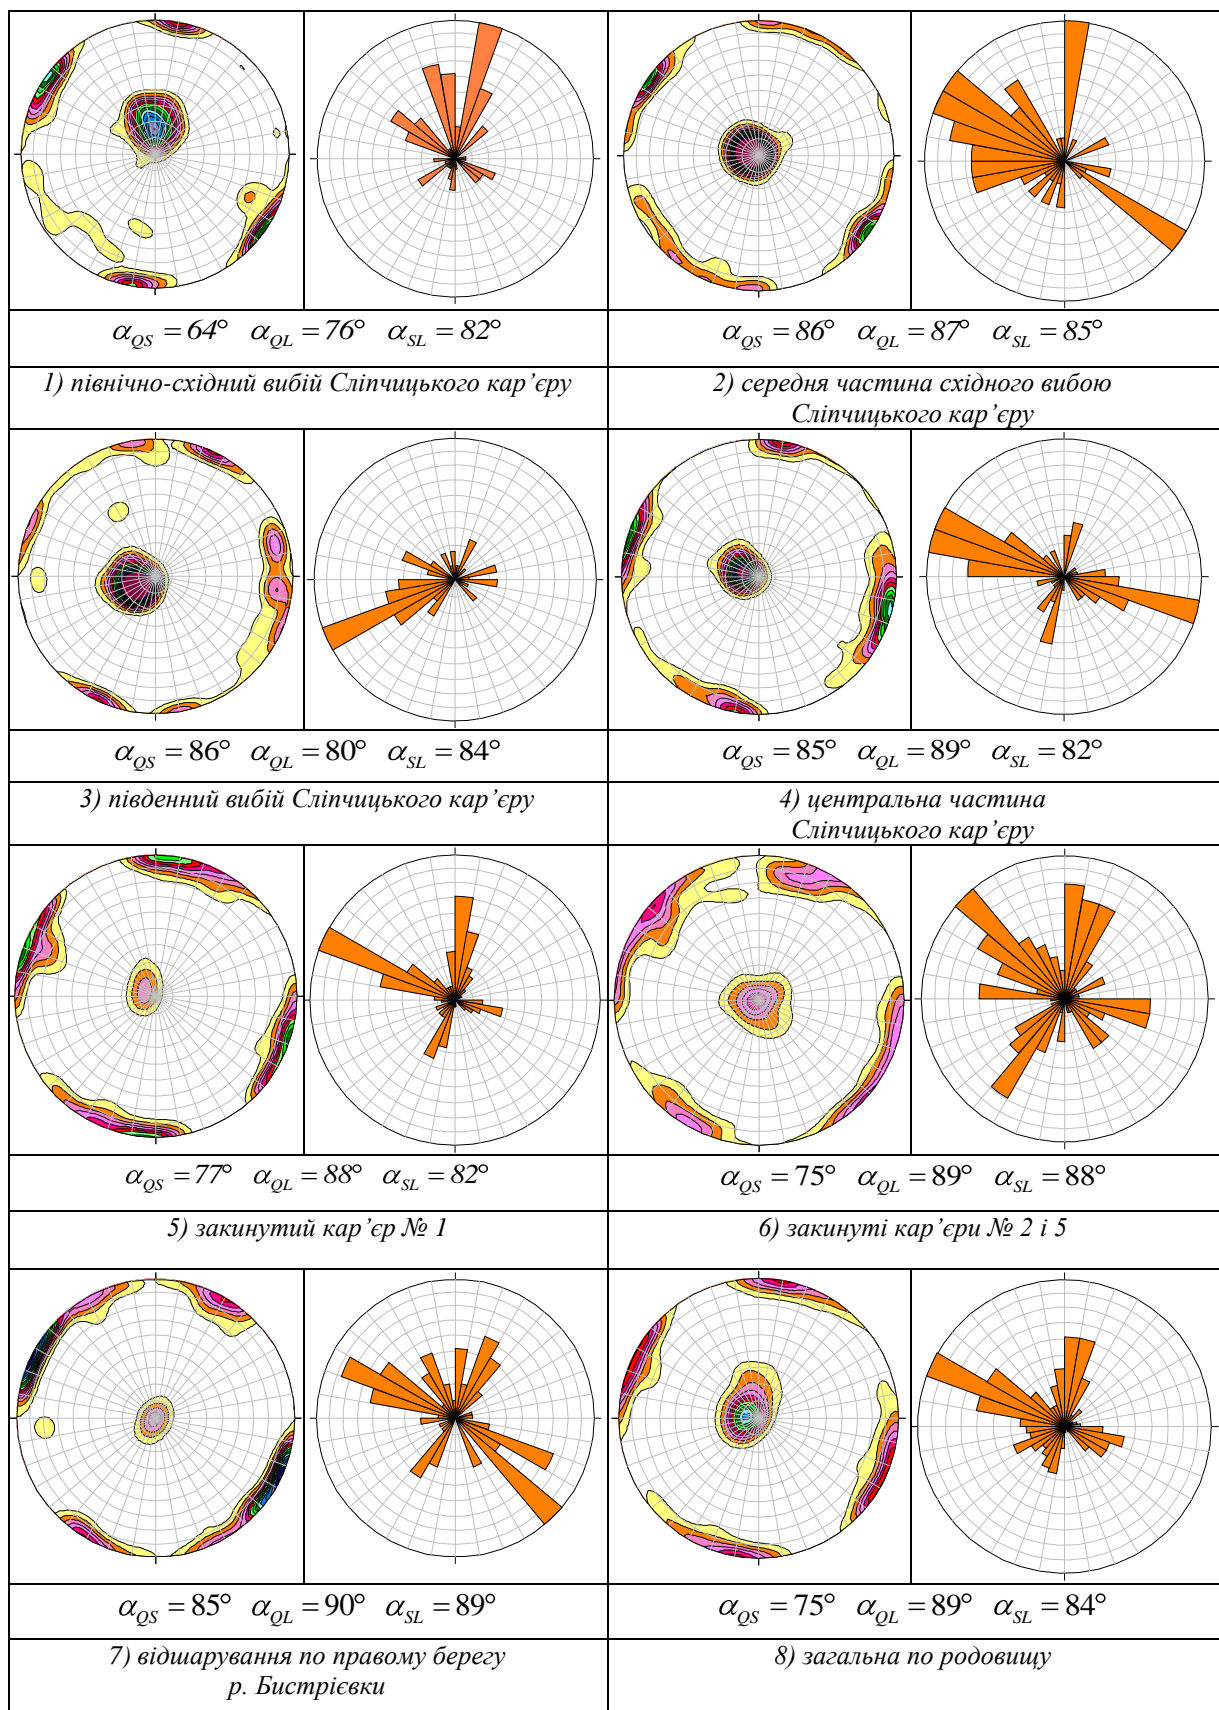 α_QS = 64° α_QL = 76° α_SL = 82°
α_QS = 86° α_QL = 87° α_SL = 85°
1) північно-східний вибій Сліпчицького кар’єру
2) середня частина східного вибою
Сліпчицького кар’єру
α_QS = 86° α_QL = 80° α_SL = 84°
α_QS = 85° α_QL = 89° α_SL = 82°
3) південний вибій Сліпчицького кар’єру
4) центральна частина
Сліпчицького кар’єру
α_QS = 77° α_QL = 88° α_SL = 82°
α_QS = 75° α_QL = 89° α_SL = 88°
5) закинутий кар’єр № 1
6) закинуті кар’єри № 2 і 5
α_QS = 85° α_QL = 90° α_SL = 89°
α_QS = 75° α_QL = 89° α_SL = 84°
7) відшарування по правому берегу
р. Бистрієвки
8) загальна по родовищу